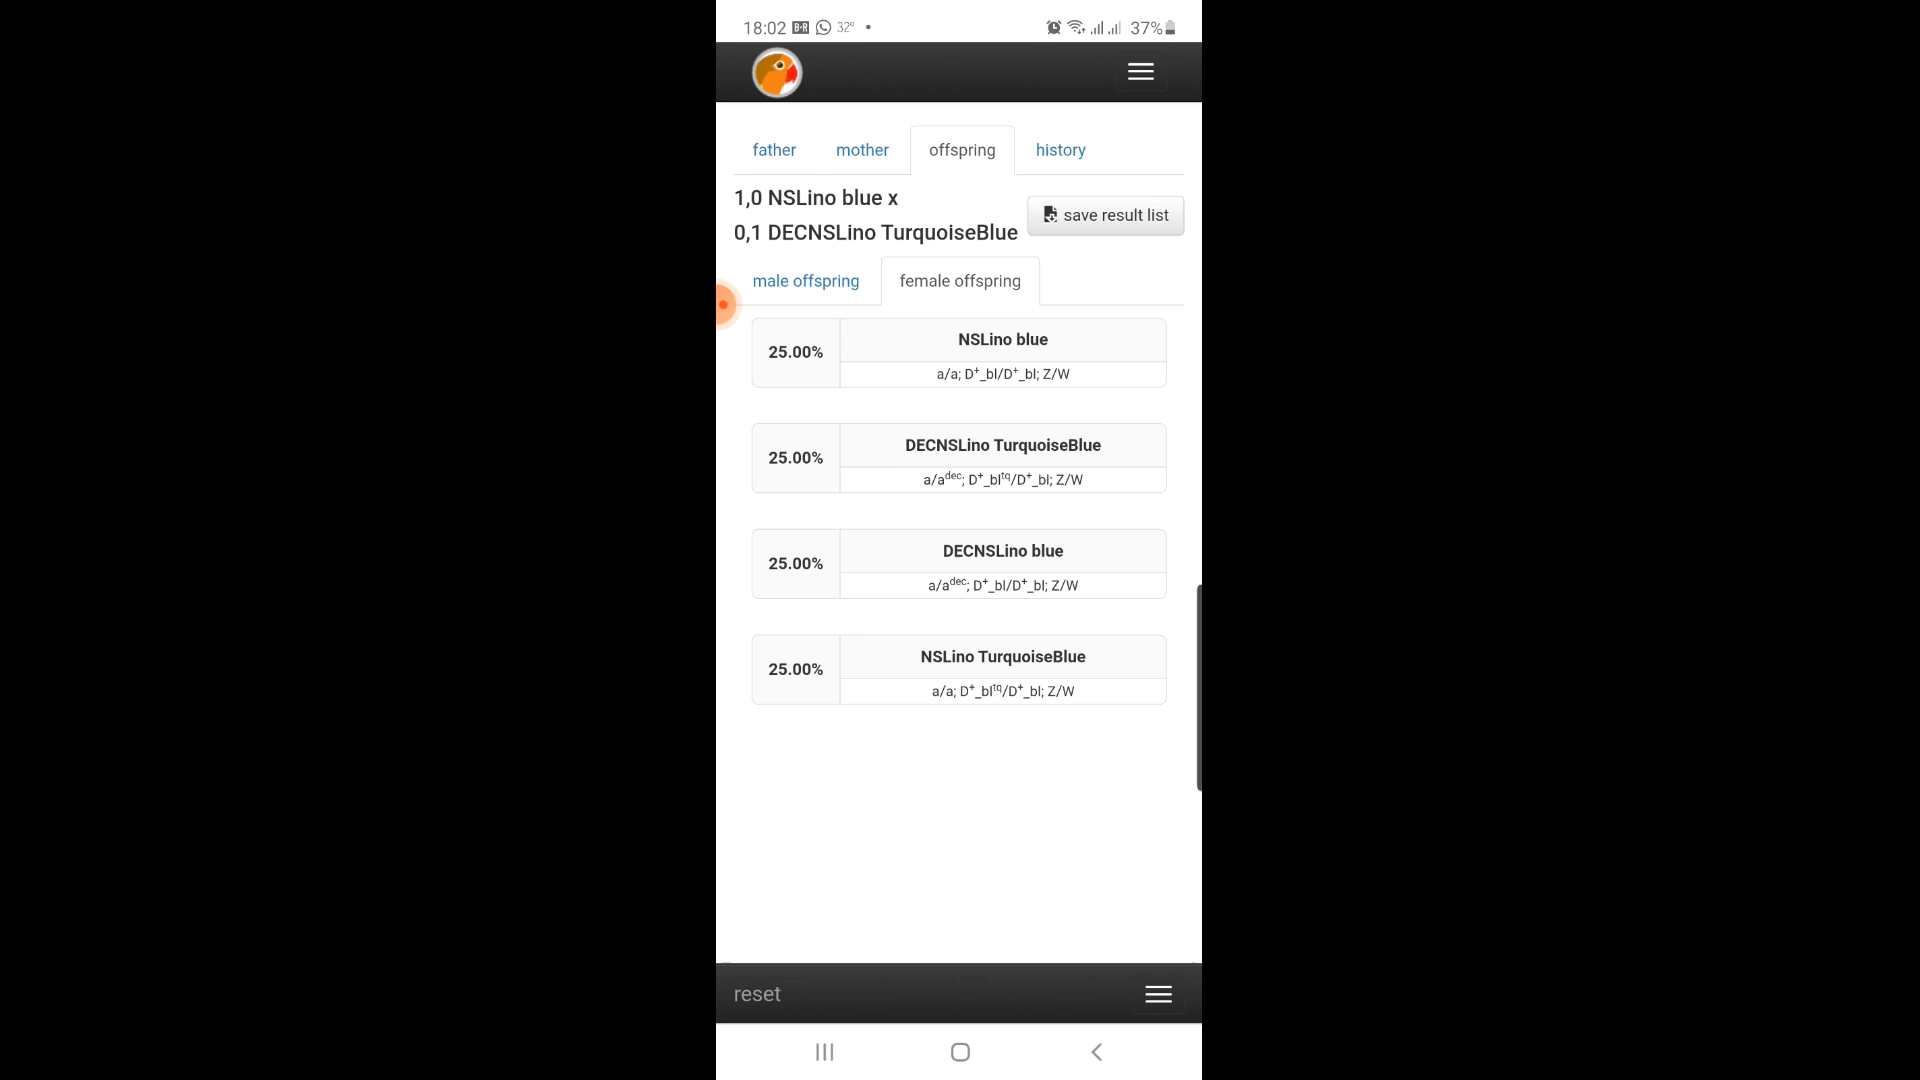 18:02 B·R 32° • 37%
father mother offspring history
1,0 NSLino blue x
0,1 DECNSLino TurquoiseBlue
save result list
male offspring female offspring
25.00%
NSLino blue
a/a; D⁺_bl/D⁺_bl; Z/W
25.00%
DECNSLino TurquoiseBlue
a/aᵈᵉᶜ; D⁺_blᵗq/D⁺_bl; Z/W
25.00%
DECNSLino blue
a/aᵈᵉᶜ; D⁺_bl/D⁺_bl; Z/W
25.00%
NSLino TurquoiseBlue
a/a; D⁺_blᵗq/D⁺_bl; Z/W
reset